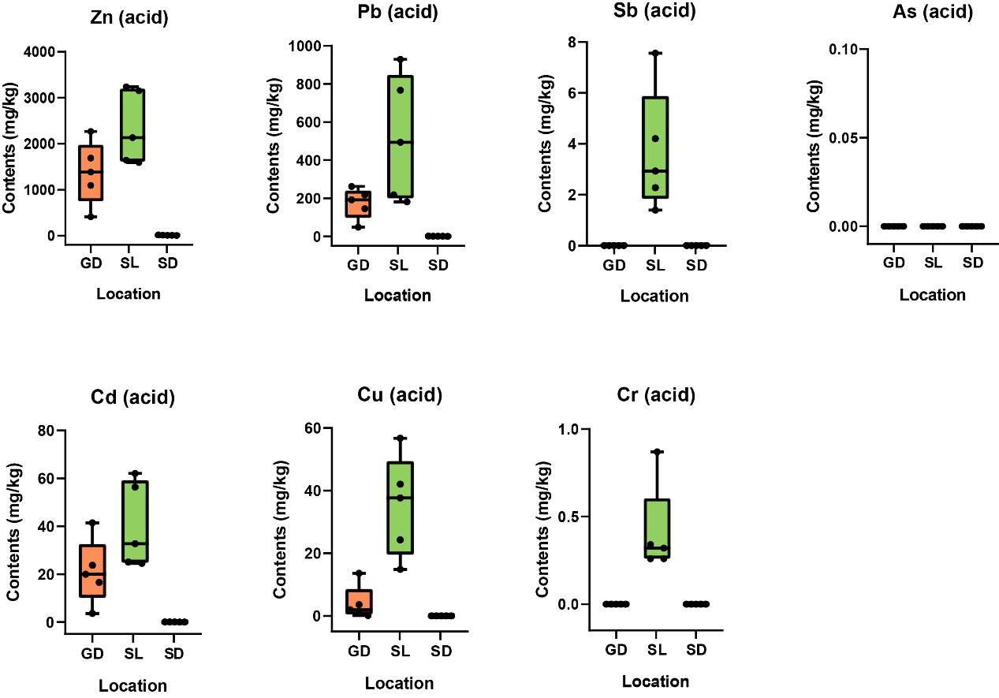 Zn (acid)
Contents (mg/kg)
4000
3000
2000
1000
0
GD SL SD
Location
Pb (acid)
Contents (mg/kg)
1000
800
600
400
200
0
GD SL SD
Location
Sb (acid)
Contents (mg/kg)
8
6
4
2
0
GD SL SD
Location
As (acid)
Contents (mg/kg)
0.10
0.05
0.00
GD SL SD
Location
Cd (acid)
Contents (mg/kg)
80
60
40
20
0
GD SL SD
Location
Cu (acid)
Contents (mg/kg)
60
40
20
0
GD SL SD
Location
Cr (acid)
Contents (mg/kg)
1.0
0.5
0.0
GD SL SD
Location